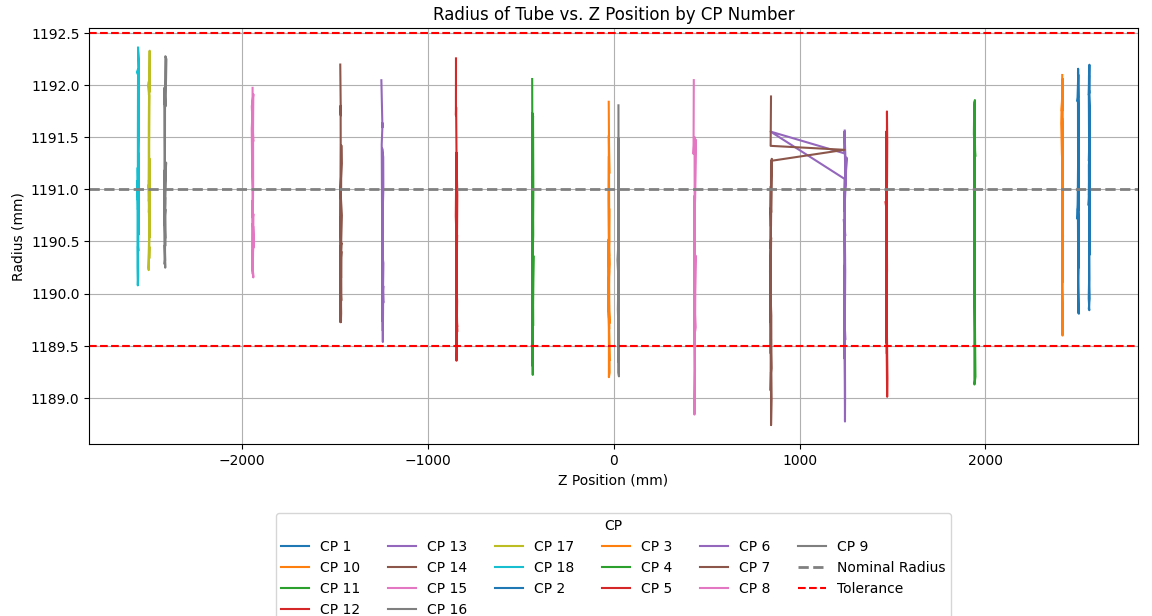 Radius of Tube vs. Z Position by CP Number
1192.5
1192.0
1191.5
1191.0
1190.5
1190.0
1189.5
1189.0
Radius (mm)
−2000 −1000 0 1000 2000
Z Position (mm)
CP
CP 1 CP 13 CP 17 CP 3 CP 6 CP 9
CP 10 CP 14 CP 18 CP 4 CP 7 Nominal Radius
CP 11 CP 15 CP 2 CP 5 CP 8 Tolerance
CP 12 CP 16